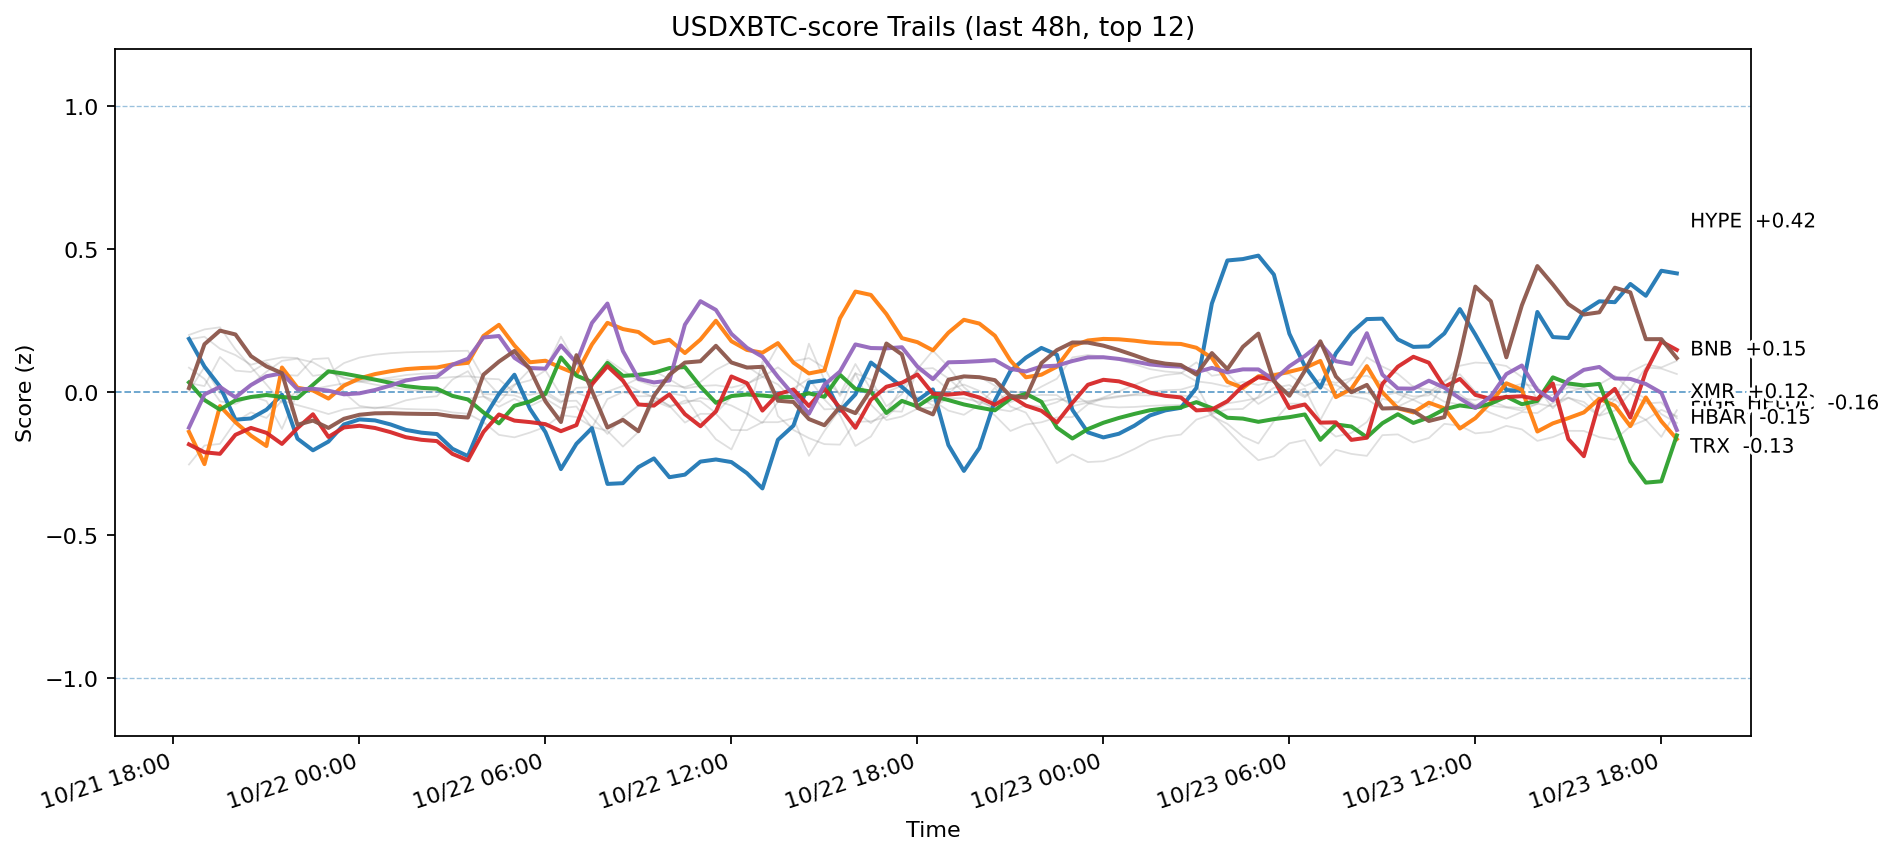 USDXBTC-score Trails (last 48h, top 12)
Score (z)
1.0
0.5
0.0
−0.5
−1.0
HYPE +0.42
BNB +0.15
XMR +0.12
-0.16
HBAR -0.15
TRX -0.13
10/21 18:00
10/22 00:00
10/22 06:00
10/22 12:00
10/22 18:00
10/23 00:00
10/23 06:00
10/23 12:00
10/23 18:00
Time